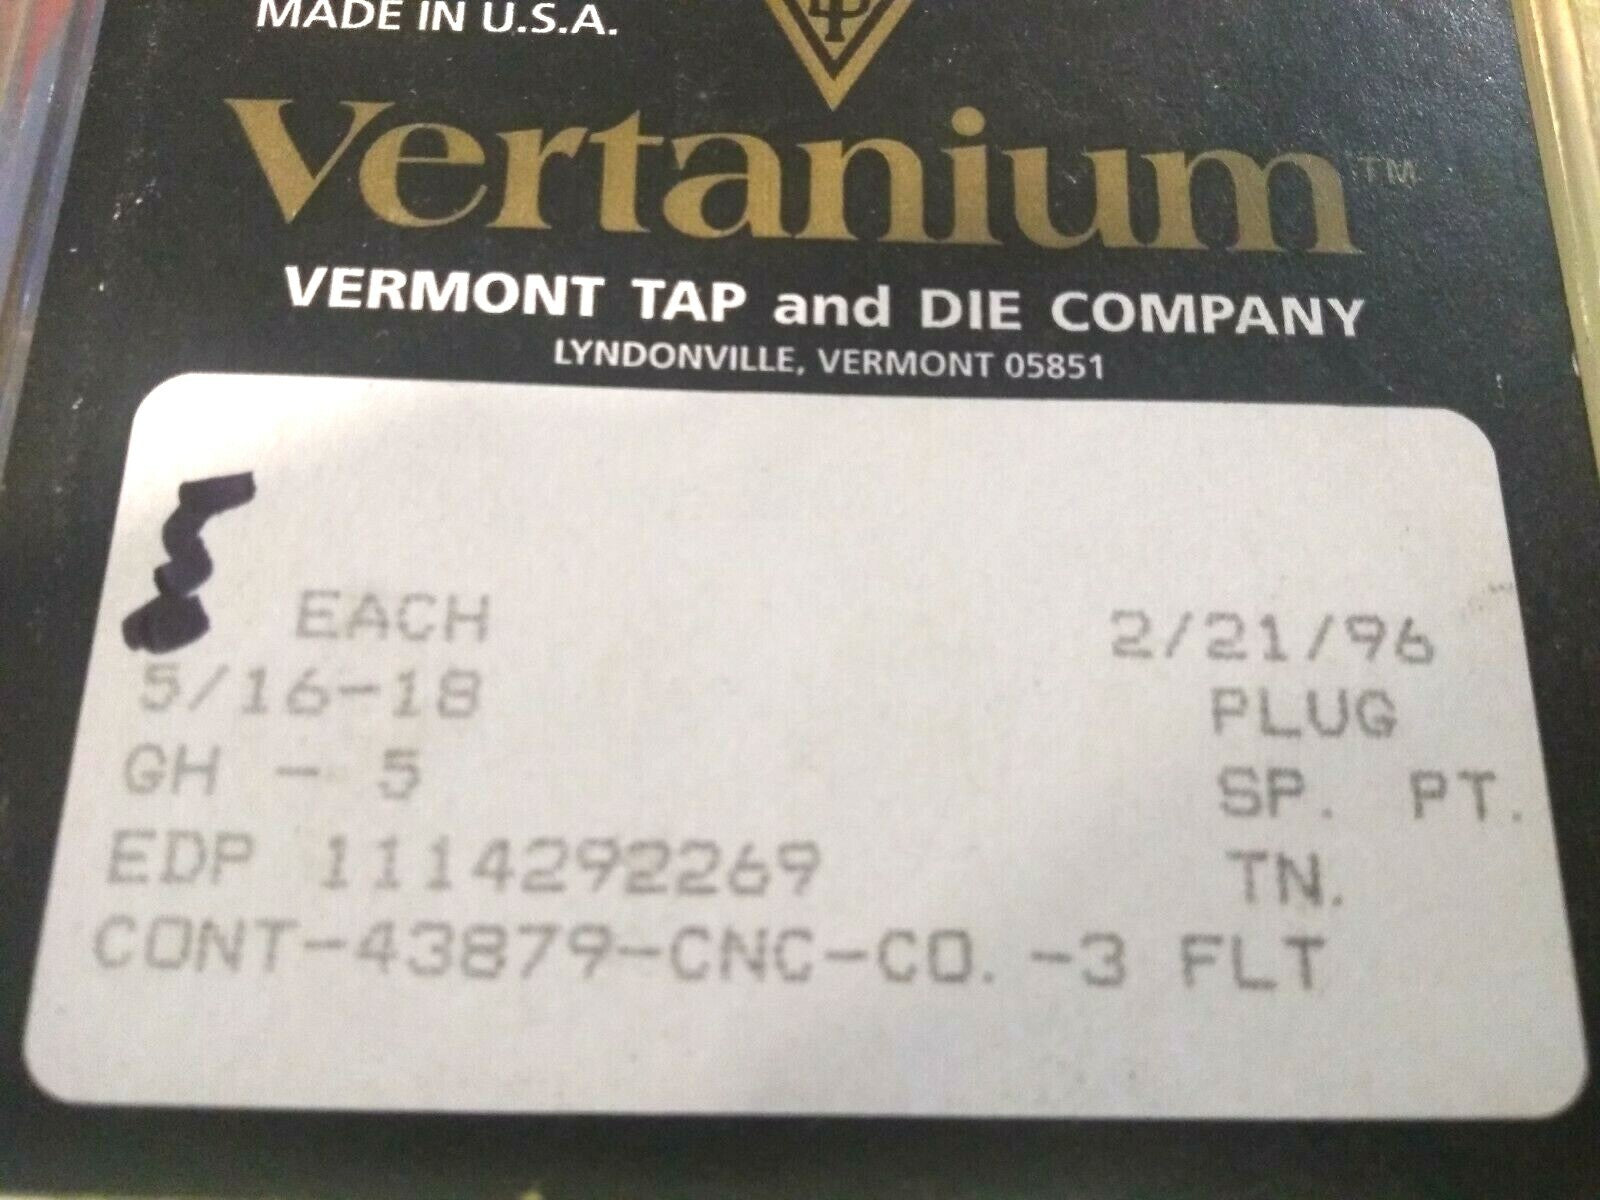 MADE IN U.S.A.
Vertanium™
VERMONT TAP and DIE COMPANY
LYNDONVILLE, VERMONT 05851
EACH 2/21/96
5/16-18 PLUG
GH - 5 SP. PT.
EDP 1114292269 TN.
CONT-43879-CNC-CO. -3 FLT